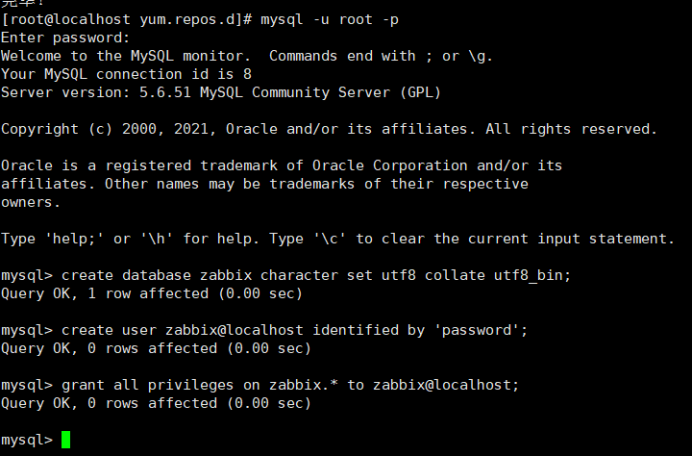 完毕！
[root@localhost yum.repos.d]# mysql -u root -p
Enter password:
Welcome to the MySQL monitor.  Commands end with ; or \g.
Your MySQL connection id is 8
Server version: 5.6.51 MySQL Community Server (GPL)
Copyright (c) 2000, 2021, Oracle and/or its affiliates. All rights reserved.
Oracle is a registered trademark of Oracle Corporation and/or its
affiliates. Other names may be trademarks of their respective
owners.
Type 'help;' or '\h' for help. Type '\c' to clear the current input statement.
mysql> create database zabbix character set utf8 collate utf8_bin;
Query OK, 1 row affected (0.00 sec)
mysql> create user zabbix@localhost identified by 'password';
Query OK, 0 rows affected (0.00 sec)
mysql> grant all privileges on zabbix.* to zabbix@localhost;
Query OK, 0 rows affected (0.00 sec)
mysql>